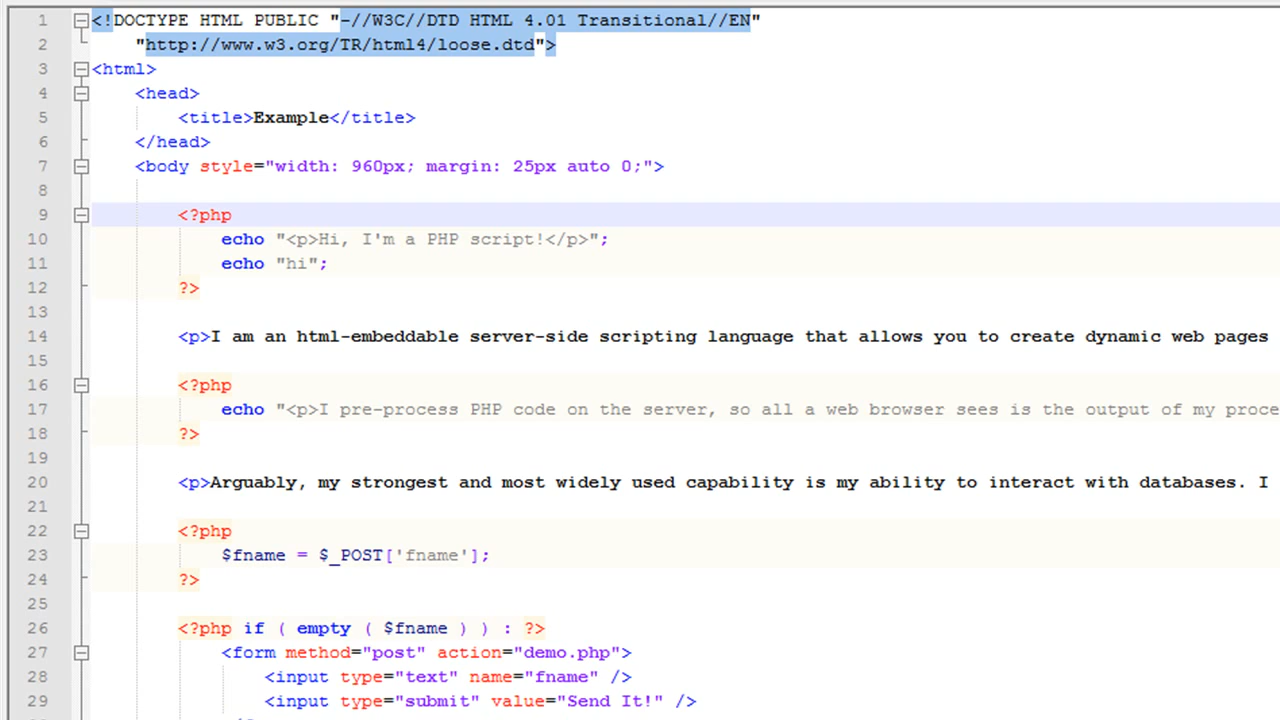 1 <!DOCTYPE HTML PUBLIC "-//W3C//DTD HTML 4.01 Transitional//EN"
2 "http://www.w3.org/TR/html4/loose.dtd">
3 <html>
4 <head>
5 <title>Example</title>
6 </head>
7 <body style="width: 960px; margin: 25px auto 0;">
8
9 <?php
10 echo "<p>Hi, I'm a PHP script!</p>";
11 echo "hi";
12 ?>
13
14 <p>I am an html-embeddable server-side scripting language that allows you to create dynamic web pages
15
16 <?php
17 echo "<p>I pre-process PHP code on the server, so all a web browser sees is the output of my proce
18 ?>
19
20 <p>Arguably, my strongest and most widely used capability is my ability to interact with databases. I
21
22 <?php
23 $fname = $_POST['fname'];
24 ?>
25
26 <?php if ( empty ( $fname ) ) : ?>
27 <form method="post" action="demo.php">
28 <input type="text" name="fname" />
29 <input type="submit" value="Send It!" />